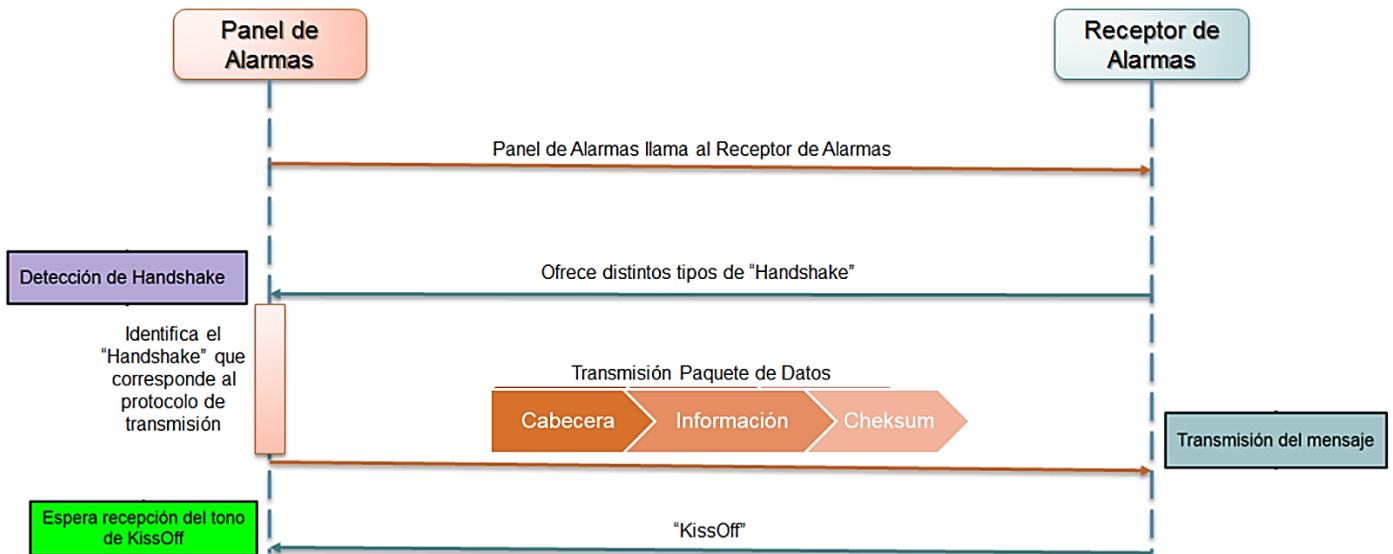 Panel de
Alarmas
Receptor de
Alarmas
Panel de Alarmas llama al Receptor de Alarmas
Detección de Handshake
Ofrece distintos tipos de “Handshake”
Identifica el
“Handshake” que
corresponde al
protocolo de
transmisión
Transmisión Paquete de Datos
Cabecera
Información
Cheksum
Transmisión del mensaje
Espera recepción del tono
de KissOff
“KissOff”